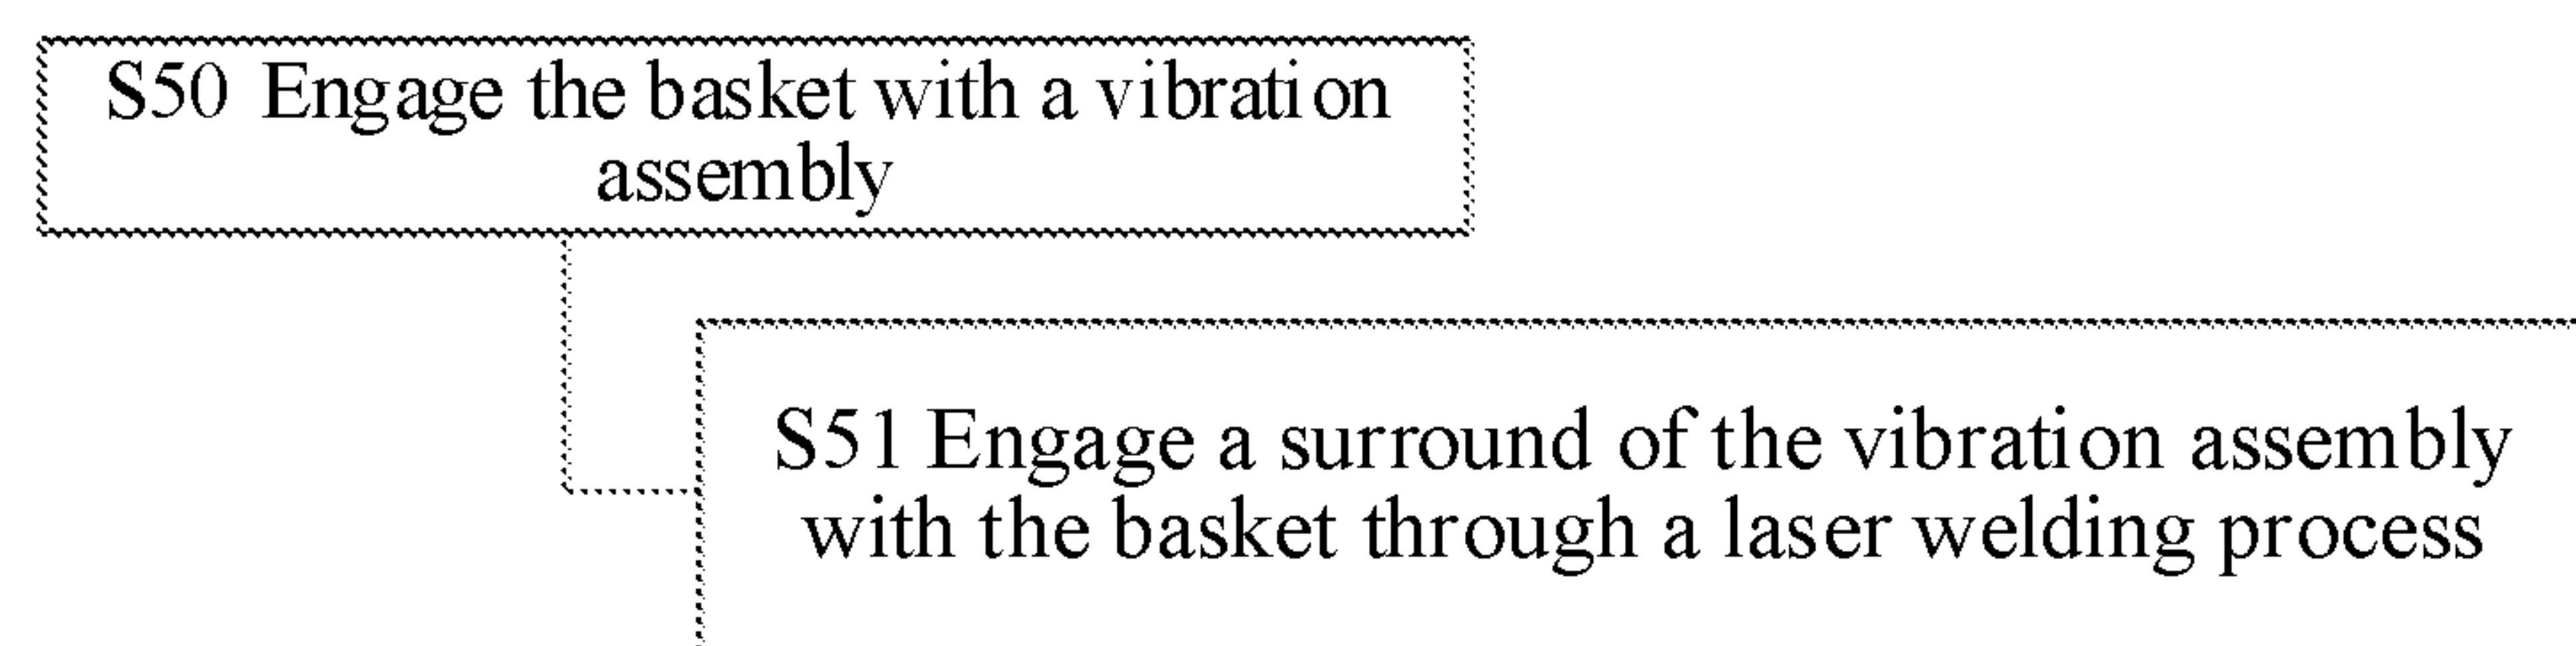 S50 Engage the basket with a vibration
assembly
S51 Engage a surround of the vibration assembly
with the basket through a laser welding process